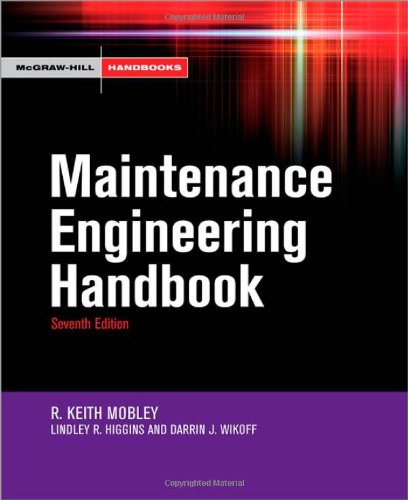 Copyrighted Material
McGRAW-HILL HANDBOOKS
Maintenance
Engineering
Handbook
Seventh Edition
R. KEITH MOBLEY
LINDLEY R. HIGGINS AND DARRIN J. WIKOFF
Copyrighted Material